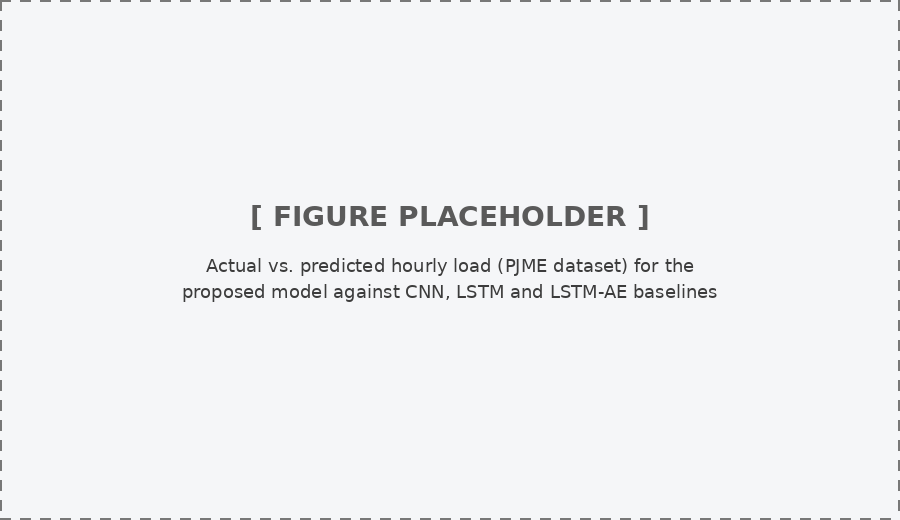 [ FIGURE PLACEHOLDER ]
Actual vs. predicted hourly load (PJME dataset) for the
proposed model against CNN, LSTM and LSTM-AE baselines